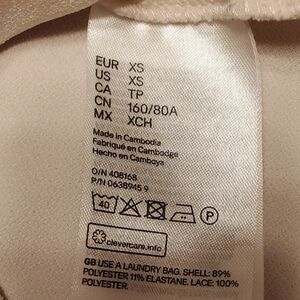 EUR XS
US XS
CA TP
CN 160/80A
MX XCH
Made in Cambodia
Fabriqué en Cambodge
Hecho en Camboya
O/N 408168
P/N 0638945 9
40 P
clevercare.info
GB USE A LAUNDRY BAG. SHELL: 89%
POLYESTER 11% ELASTANE. LACE: 100%
POLYESTER.